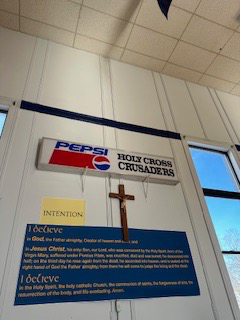 PEPSI
HOLY CROSS
CRUSADERS
INTENTION
I believe
in God, the Father almighty, Creator of heaven and
in Jesus Christ, his only Son, our Lord, who was conceived by the Holy Spirit, born of the
Virgin Mary, suffered under Pontius Pilate, was crucified, died and was buried; he descended into
hell; on the third day he rose again from the dead; he ascended into heaven, and is seated at the
right hand of God the Father almighty; from there he will come to judge the living and the dead.
I believe
in the Holy Spirit, the holy catholic Church, the communion of saints, the forgiveness of sins, the
resurrection of the body, and life everlasting. Amen.